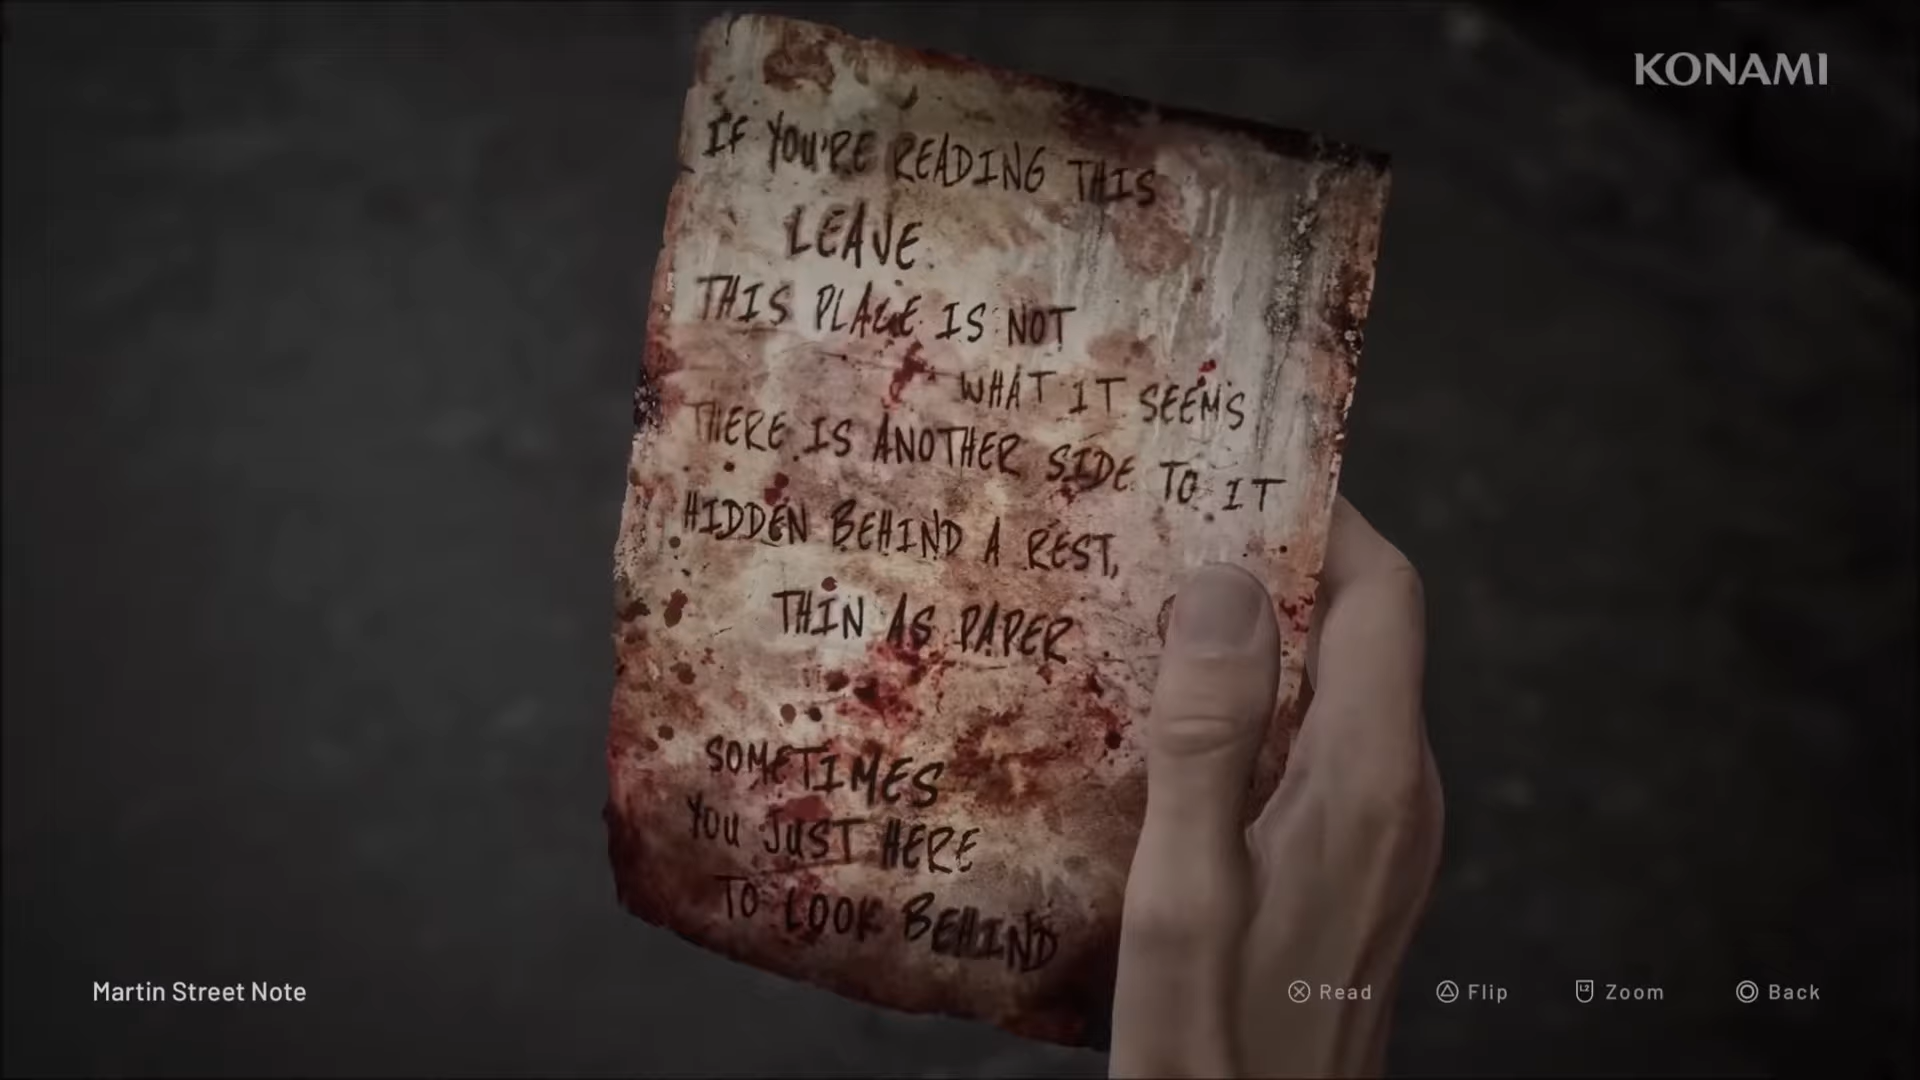 KONAMI
IF YOU'RE READING THIS
LEAVE
THIS PLACE IS NOT
WHAT IT SEEMS
THERE IS ANOTHER SIDE TO IT
HIDDEN BEHIND A REST,
THIN AS PAPER
SOMETIMES
YOU JUST HERE
TO LOOK BEHIND
Martin Street Note
Read
Flip
L2 Zoom
Back